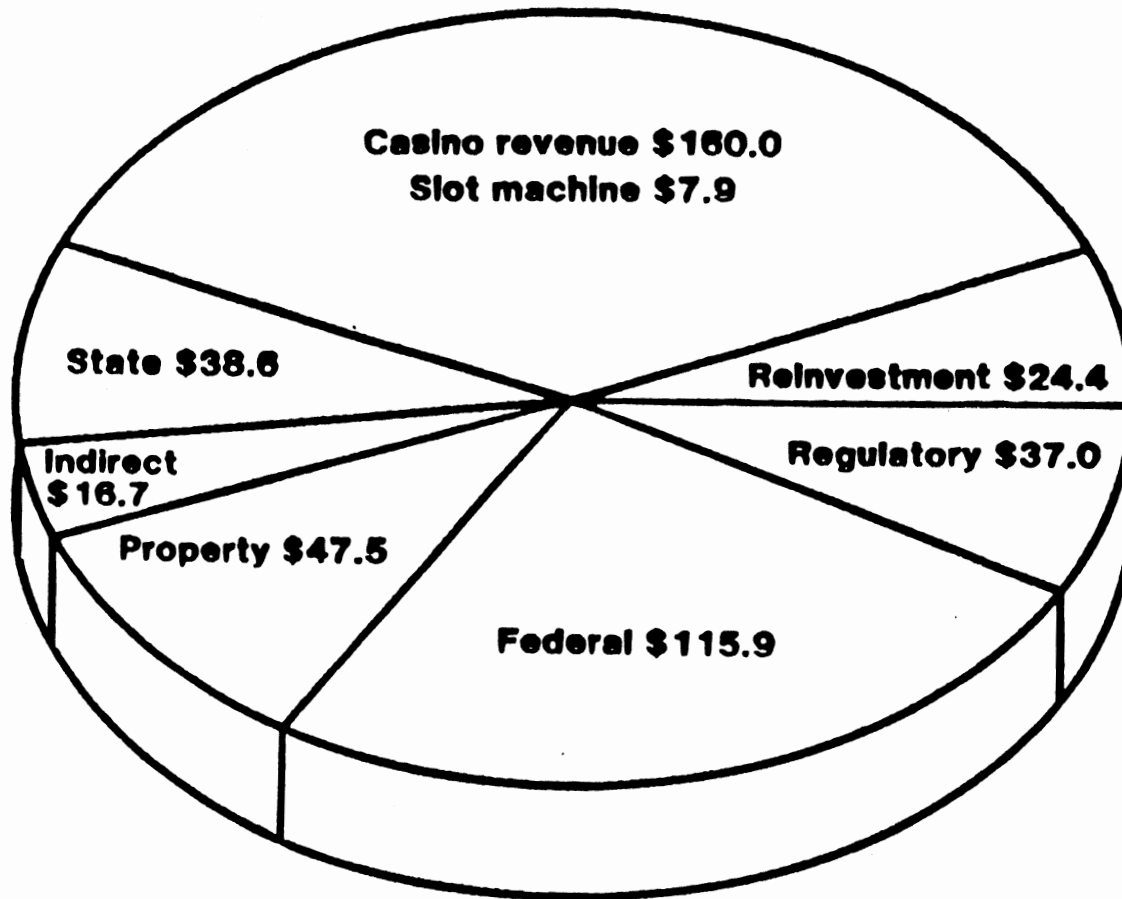 Casino revenue $160.0
Slot machine $7.9
State $38.6
Reinvestment $24.4
Indirect
$16.7
Regulatory $37.0
Property $47.5
Federal $115.9